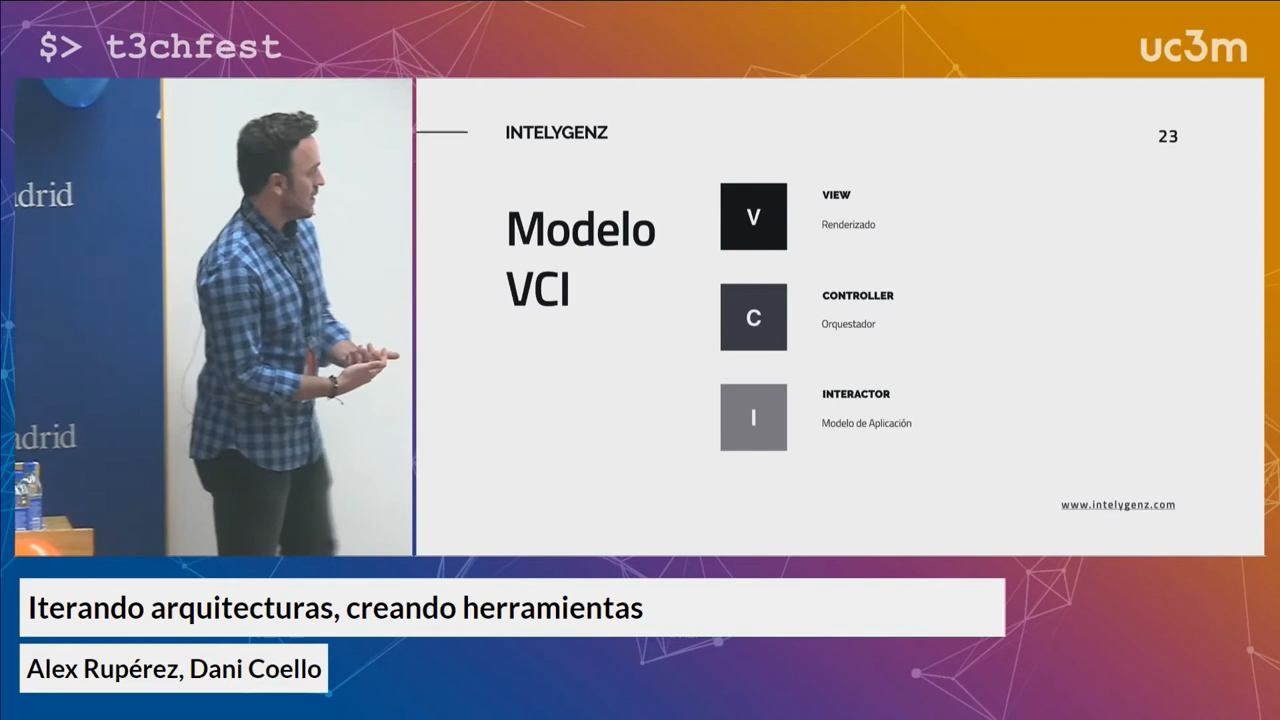 $> t3chfest
uc3m
adrid
adrid
INTELYGENZ
23
Modelo
VCI
V
VIEW
Renderizado
C
CONTROLLER
Orquestador
I
INTERACTOR
Modelo de Aplicación
www.intelygenz.com
Iterando arquitecturas, creando herramientas
Alex Rupérez, Dani Coello